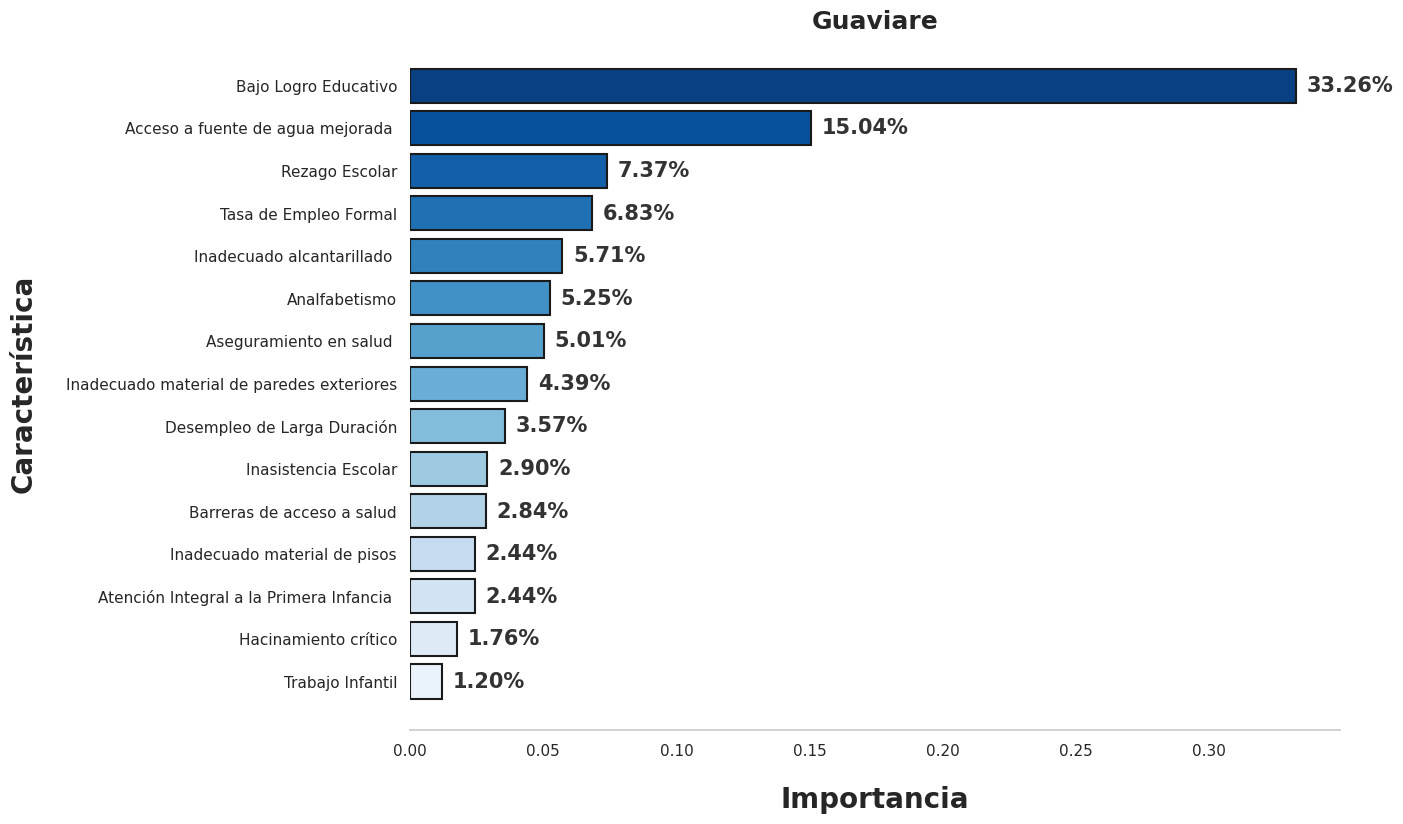 Guaviare
Característica
Bajo Logro Educativo 33.26%
Acceso a fuente de agua mejorada 15.04%
Rezago Escolar 7.37%
Tasa de Empleo Formal 6.83%
Inadecuado alcantarillado 5.71%
Analfabetismo 5.25%
Aseguramiento en salud 5.01%
Inadecuado material de paredes exteriores 4.39%
Desempleo de Larga Duración 3.57%
Inasistencia Escolar 2.90%
Barreras de acceso a salud 2.84%
Inadecuado material de pisos 2.44%
Atención Integral a la Primera Infancia 2.44%
Hacinamiento crítico 1.76%
Trabajo Infantil 1.20%
0.00 0.05 0.10 0.15 0.20 0.25 0.30
Importancia